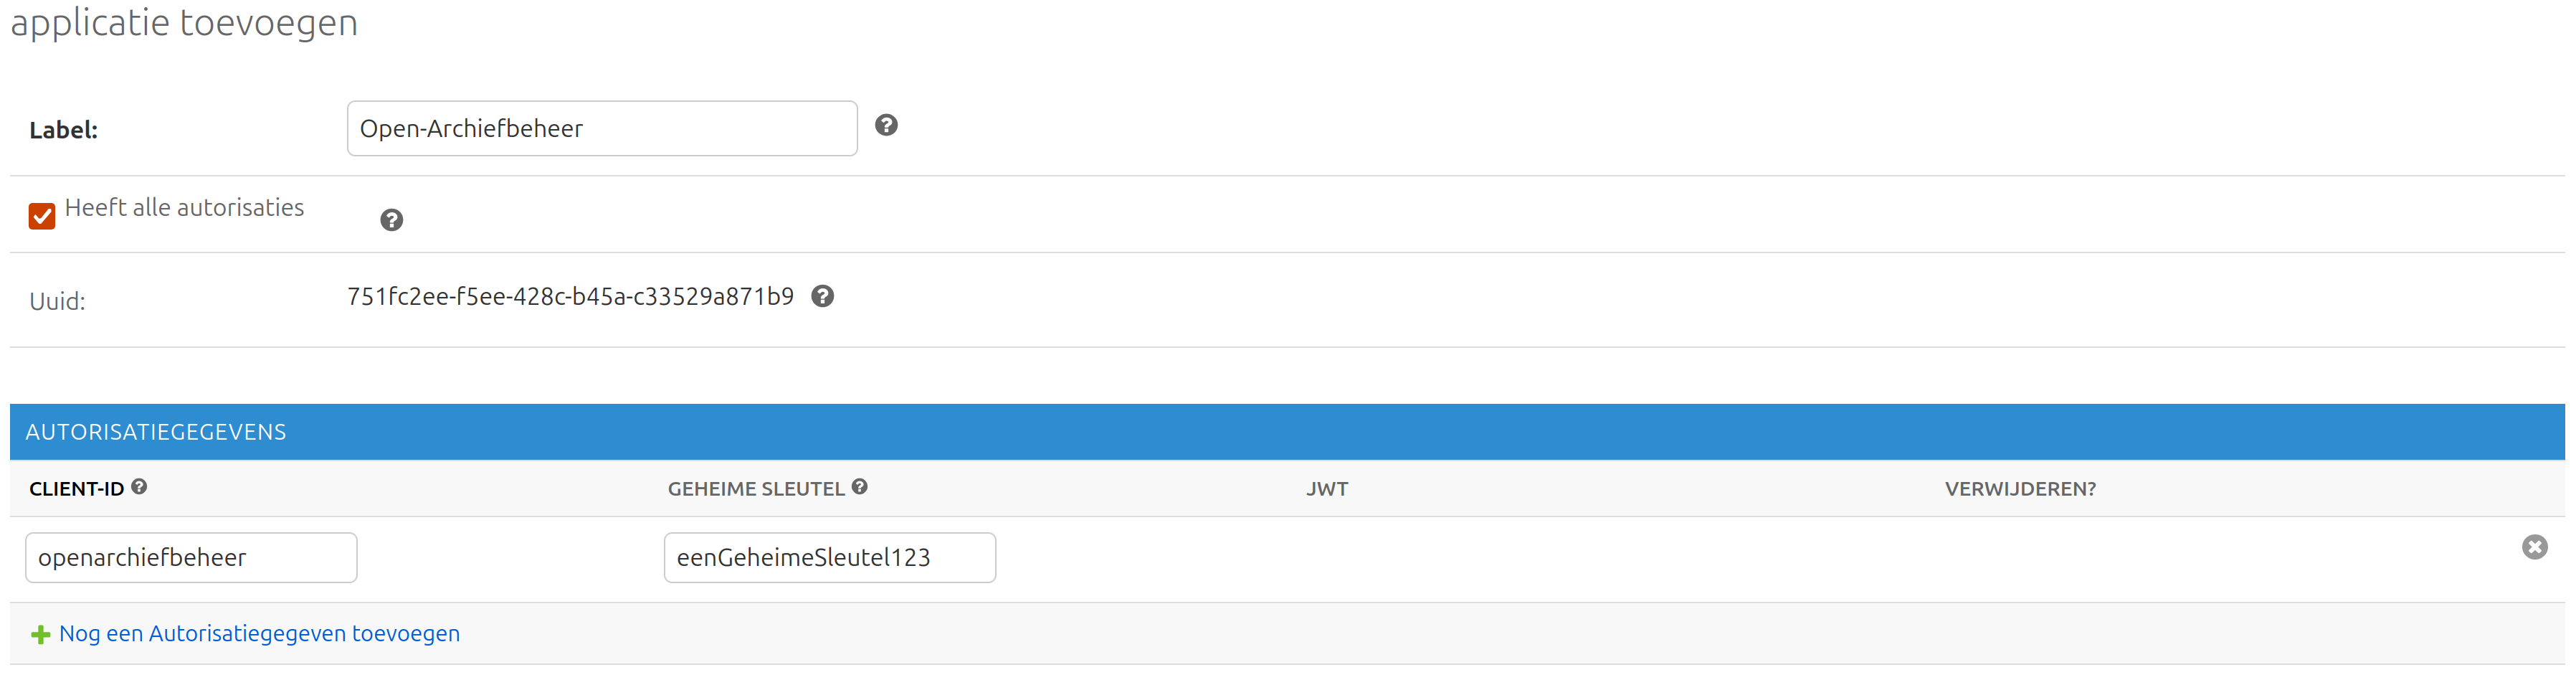 applicatie toevoegen
Label: Open-Archiefbeheer
Heeft alle autorisaties
Uuid: 751fc2ee-f5ee-428c-b45a-c33529a871b9
AUTORISATIEGEGEVENS
CLIENT-ID GEHEIME SLEUTEL JWT VERWIJDEREN?
openarchiefbeheer eenGeheimeSleutel123
Nog een Autorisatiegegeven toevoegen